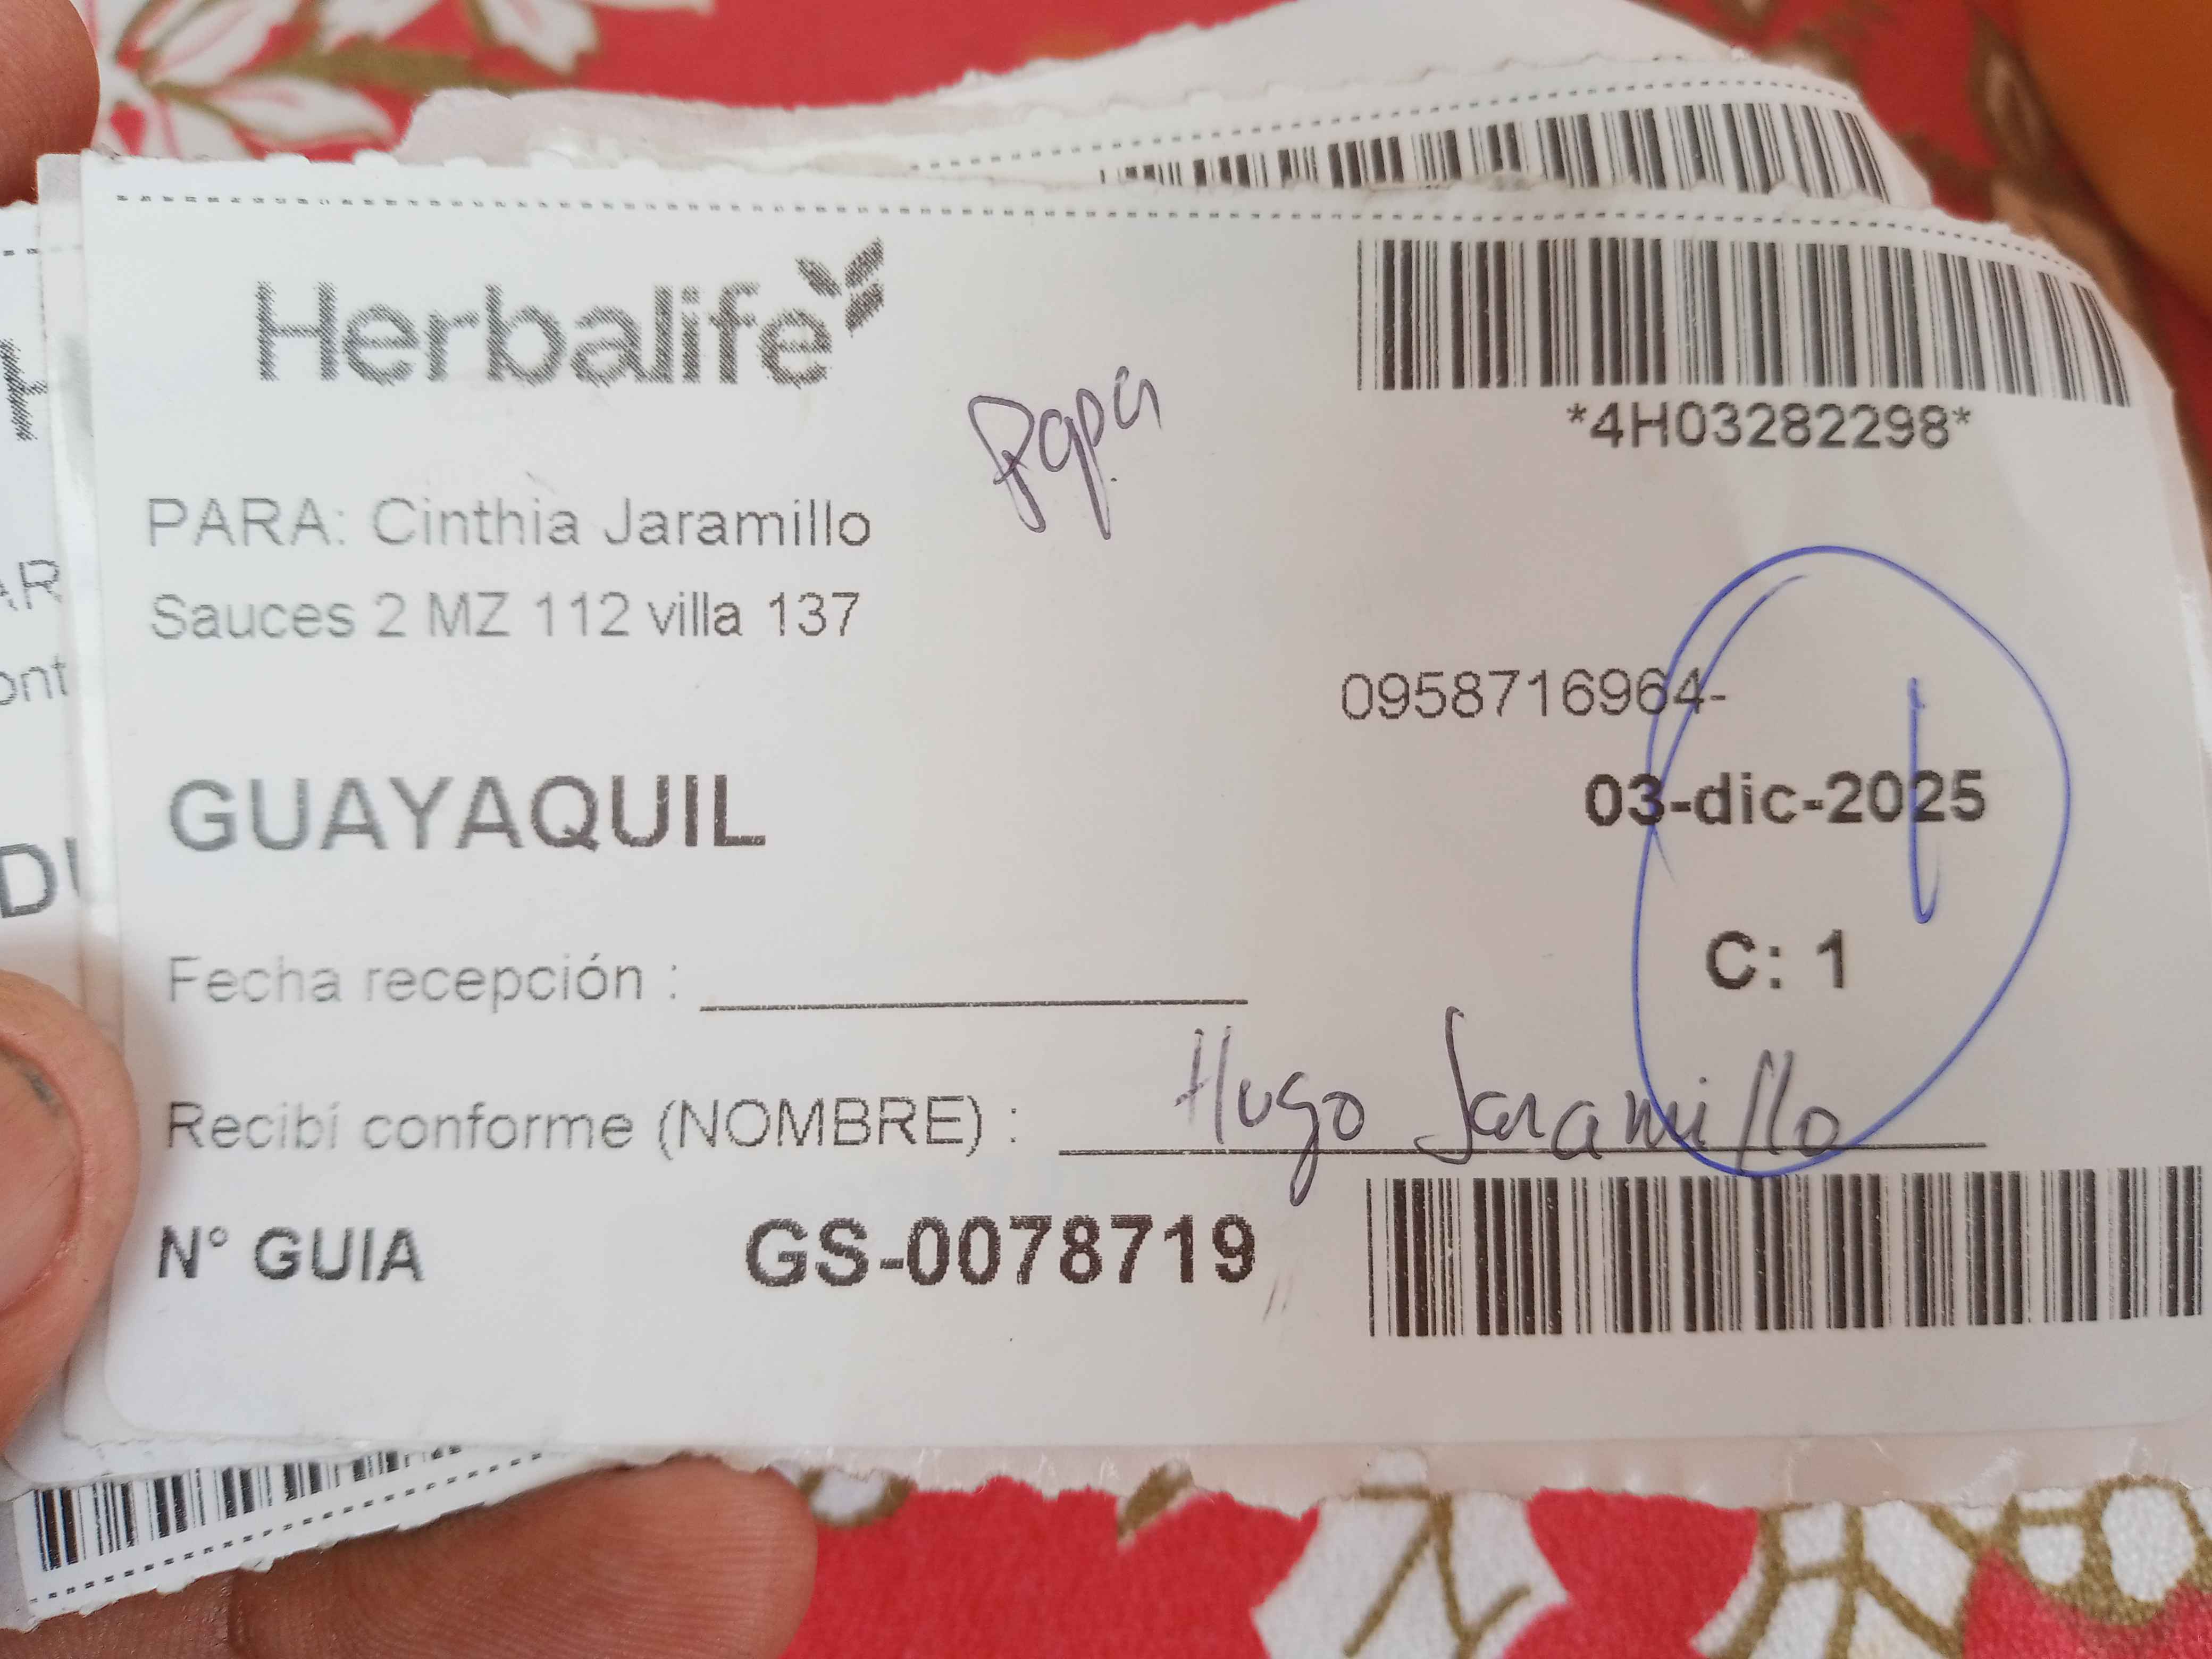 Herbalife
*4H03282298*
Papa
PARA: Cinthia Jaramillo
Sauces 2 MZ 112 villa 137
0958716964-
GUAYAQUIL
03-dic-2025
1
C: 1
Fecha recepción :
Recibí conforme (NOMBRE) : Hugo Jaramillo
N° GUIA GS-0078719